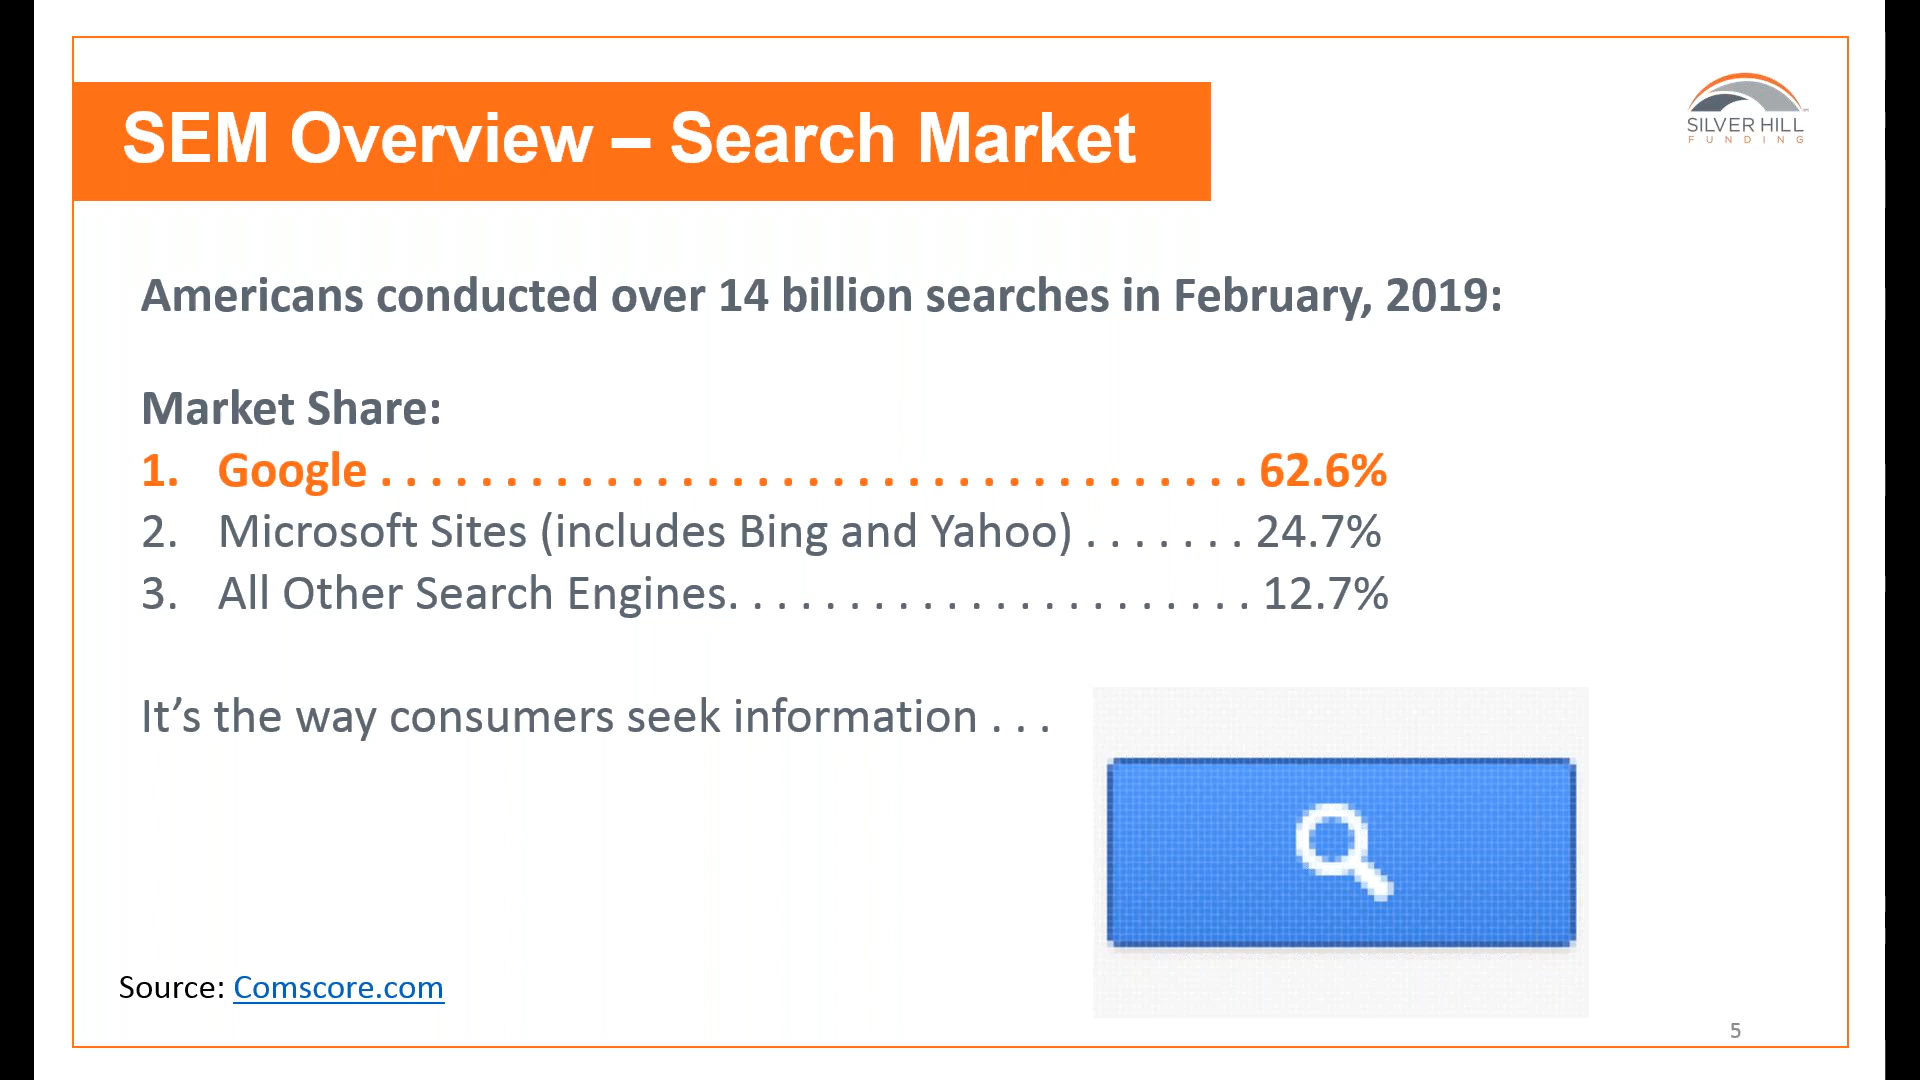 SEM Overview – Search Market
SILVER HILL
FUNDING
Americans conducted over 14 billion searches in February, 2019:
Market Share:
1. Google . . . . . . . . . . . . . . . . . . . . . . . . . . . . . . . . . . . 62.6%
2. Microsoft Sites (includes Bing and Yahoo) . . . . . . . 24.7%
3. All Other Search Engines. . . . . . . . . . . . . . . . . . . . . . 12.7%
It’s the way consumers seek information . . .
Source: Comscore.com
5